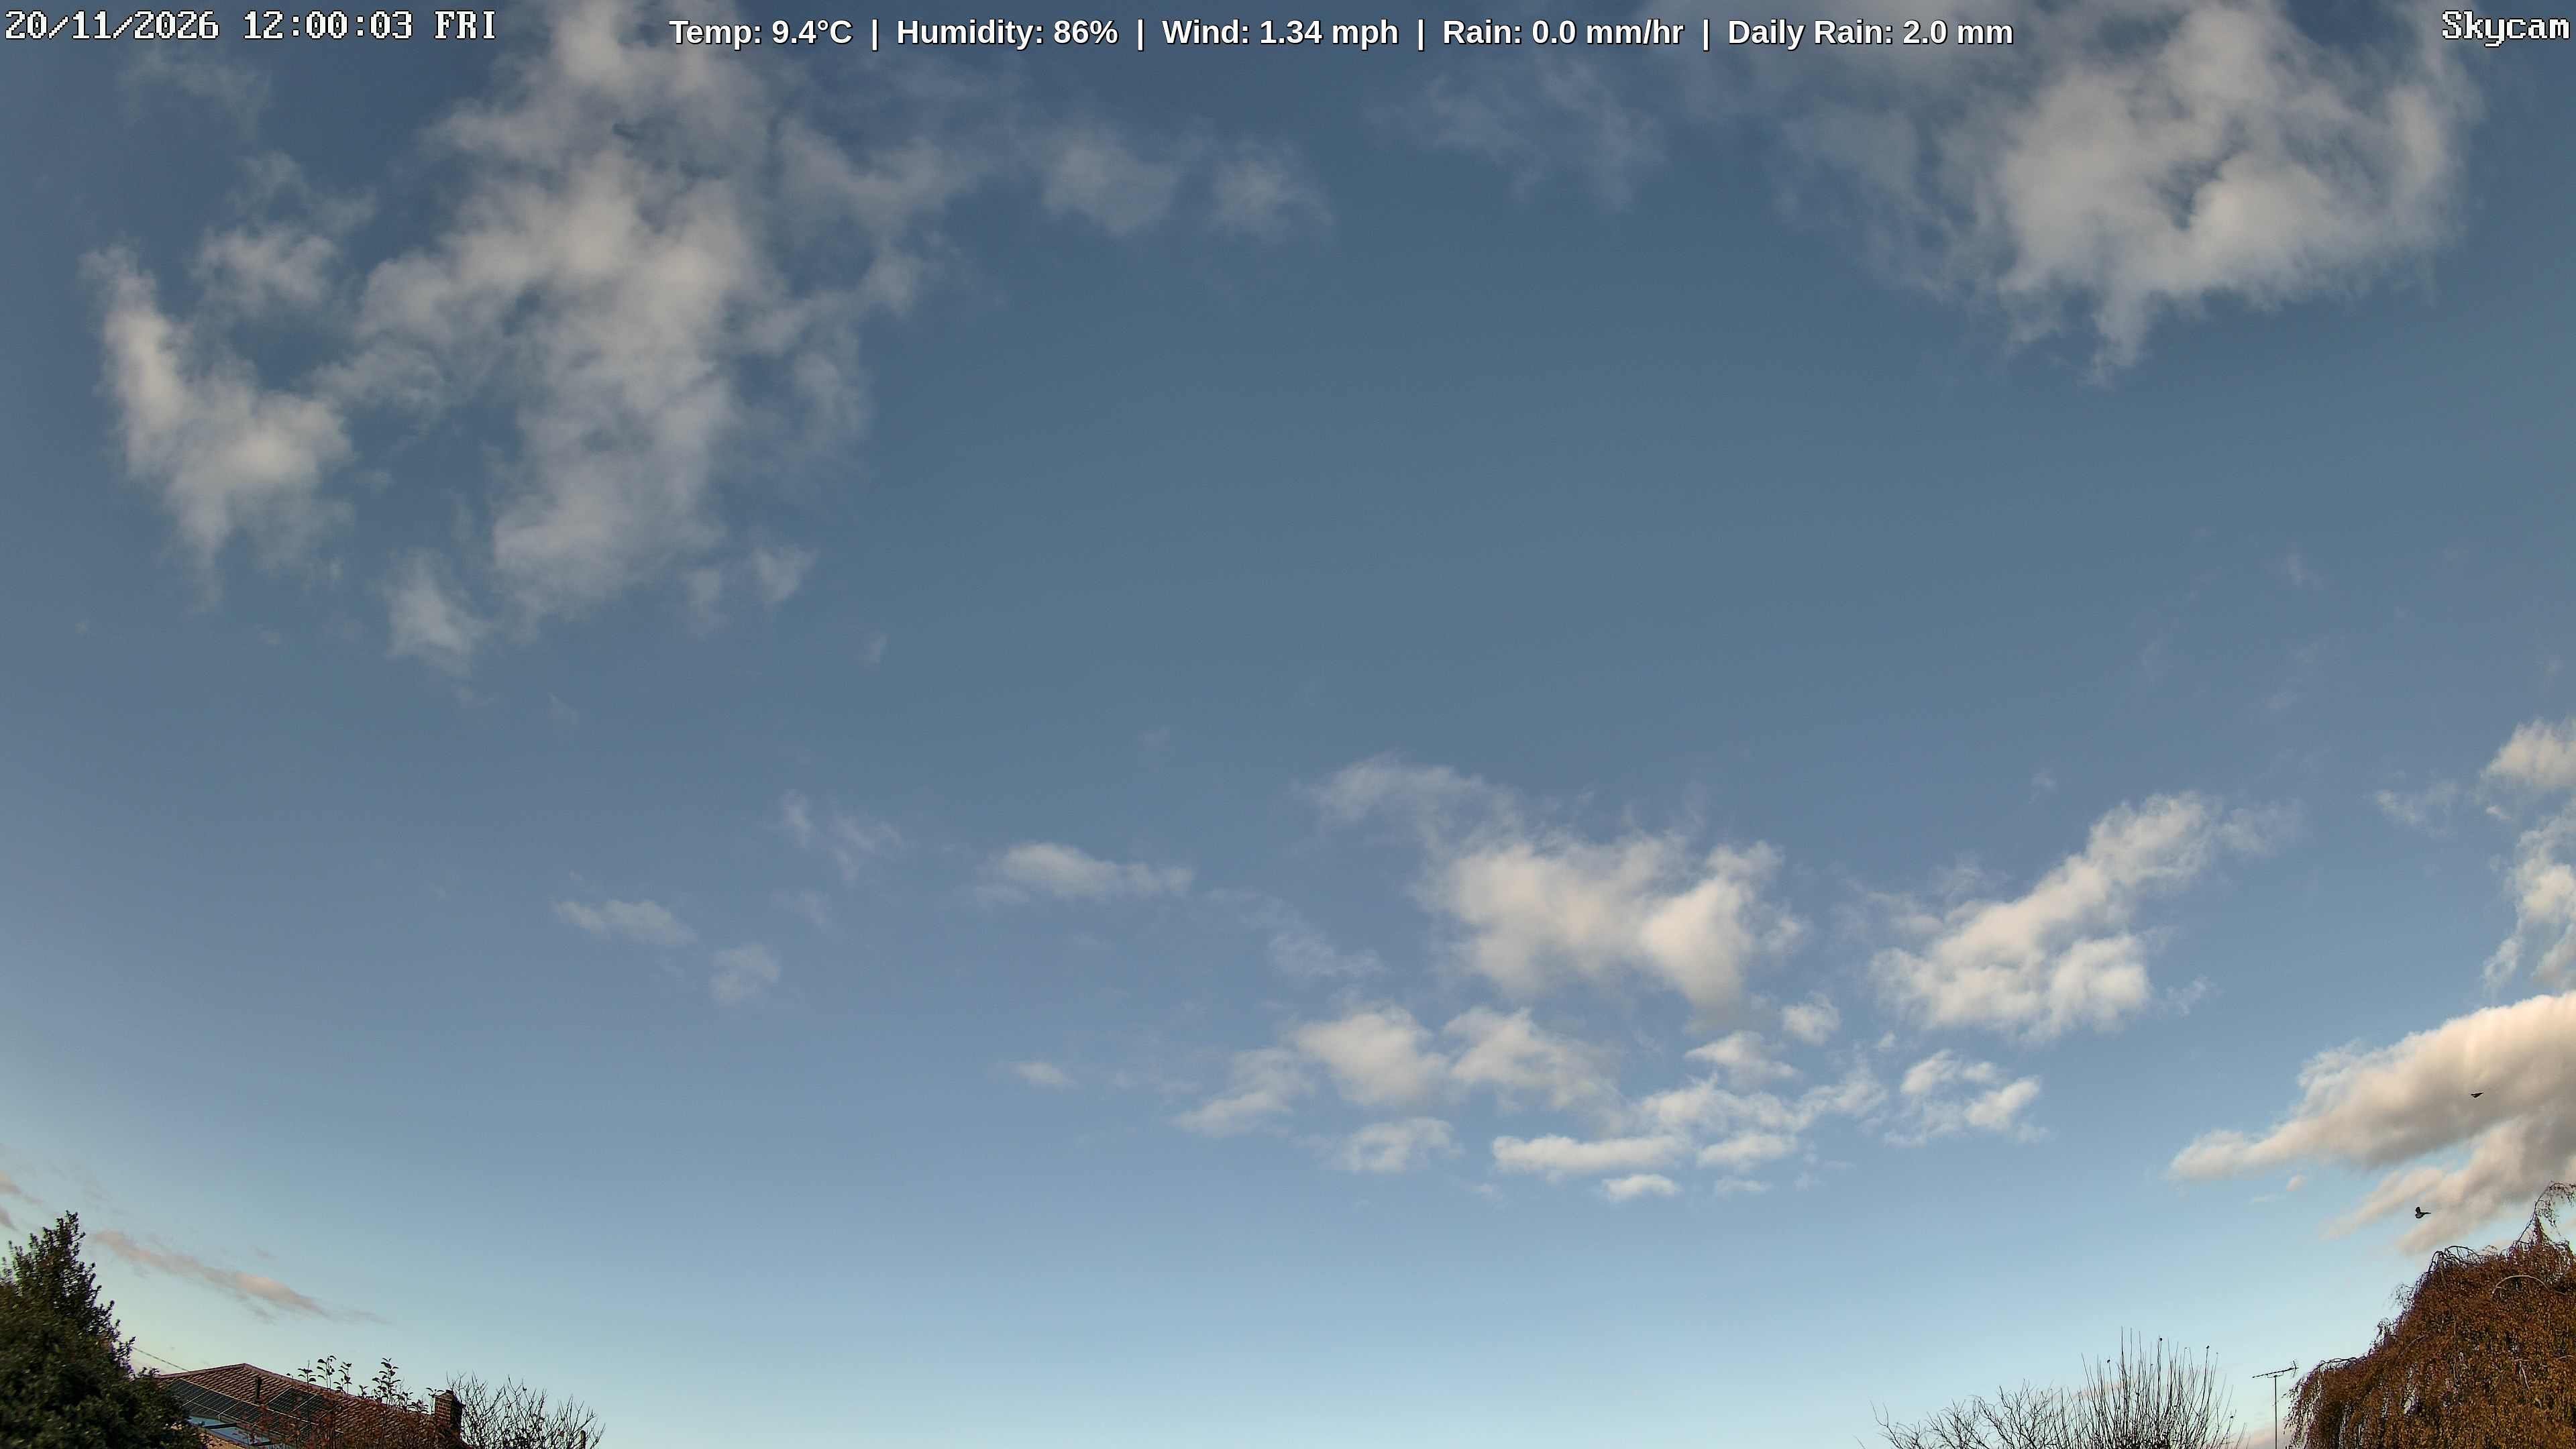 20/11/2026 12:00:03 FRI
Temp: 9.4°C | Humidity: 86% | Wind: 1.34 mph | Rain: 0.0 mm/hr | Daily Rain: 2.0 mm
Skycam